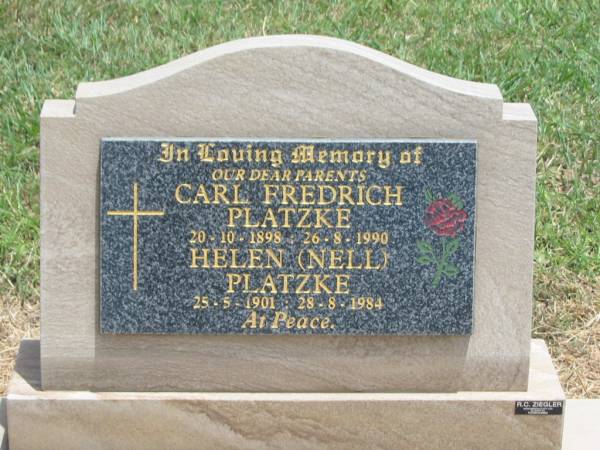 In Loving Memory of
OUR DEAR PARENTS
CARL FREDRICH
PLATZKE
20 - 10 - 1898 : 26 - 8 - 1990
HELEN (NELL)
PLATZKE
25 - 5 - 1901 : 28 - 8 - 1984
At Peace.
R.C. ZIEGLER